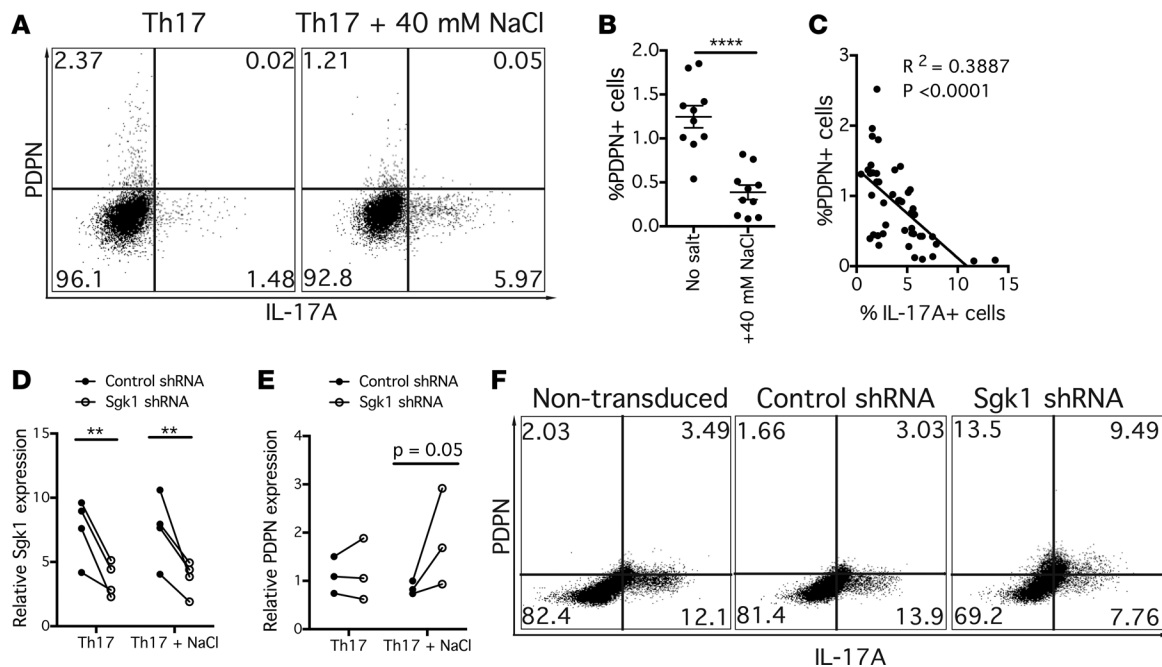 A
Th17
Th17 + 40 mM NaCl
2.37
0.02
1.21
0.05
PDPN
96.1
1.48
92.8
5.97
IL-17A
B
****
2.0
1.5
1.0
0.5
0.0
%PDPN+ cells
No salt
+40 mM NaCl
C
R² = 0.3887
P <0.0001
3
2
1
0
%PDPN+ cells
0
5
10
15
% IL-17A+ cells
D
Control shRNA
Sgk1 shRNA
15
10
5
0
Relative Sgk1 expression
**
**
Th17
Th17 + NaCl
E
Control shRNA
Sgk1 shRNA
4
3
2
1
0
Relative PDPN expression
p = 0.05
Th17
Th17 + NaCl
F
Non-transduced
Control shRNA
Sgk1 shRNA
2.03
3.49
1.66
3.03
13.5
9.49
PDPN
82.4
12.1
81.4
13.9
69.2
7.76
IL-17A